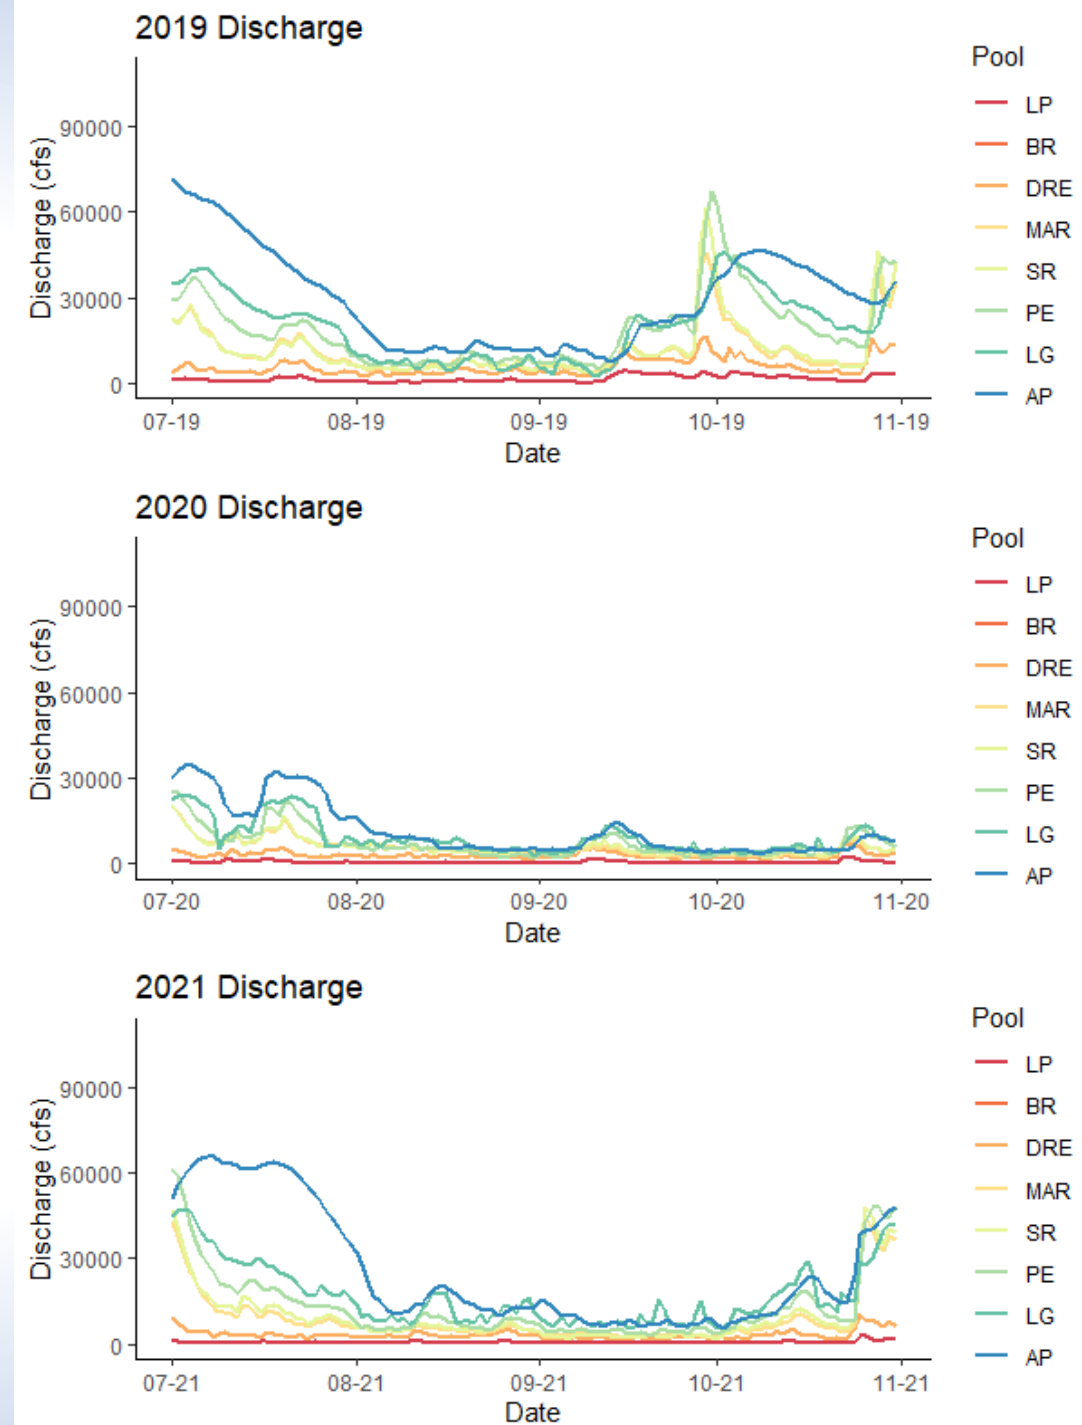 2019 Discharge
Discharge (cfs)
90000
60000
30000
0
07-19 08-19 09-19 10-19 11-19
Date
Pool
LP
BR
DRE
MAR
SR
PE
LG
AP
2020 Discharge
Discharge (cfs)
90000
60000
30000
0
07-20 08-20 09-20 10-20 11-20
Date
Pool
LP
BR
DRE
MAR
SR
PE
LG
AP
2021 Discharge
Discharge (cfs)
90000
60000
30000
0
07-21 08-21 09-21 10-21 11-21
Date
Pool
LP
BR
DRE
MAR
SR
PE
LG
AP